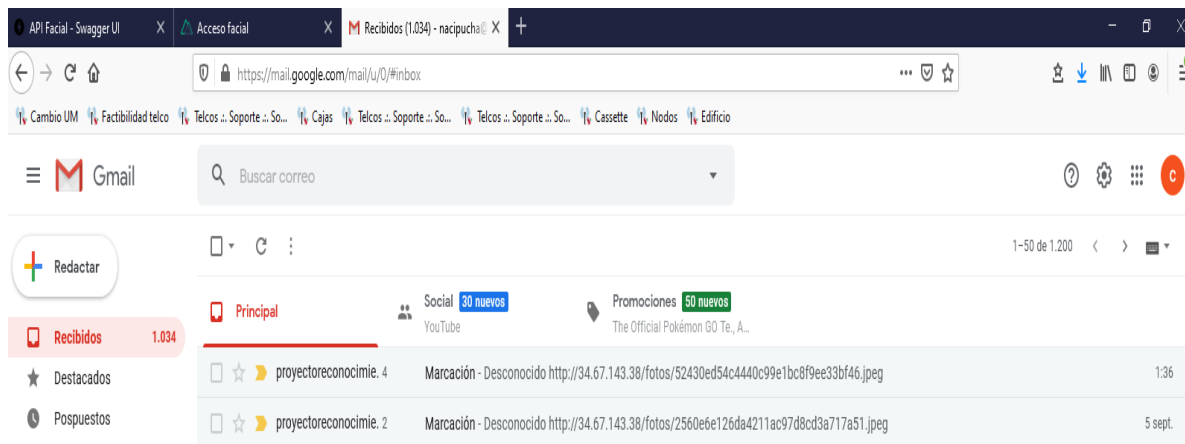 API Facial - Swagger UI
Acceso facial
Recibidos (1.034) - nacipucha@
https://mail.google.com/mail/u/0/#inbox
Cambio UM Factibilidad telco Telcos .:. Soporte .:. So... Cajas Telcos .:. Soporte .:. So... Telcos .:. Soporte .:. So... Cassette Nodos Edificio
Gmail
Buscar correo
C
Redactar
1–50 de 1.200
Principal
Social 30 nuevos
YouTube
Promociones 50 nuevos
The Official Pokémon GO Te., A...
Recibidos 1.034
Destacados
Pospuestos
proyectoreconocimie. 4 Marcación - Desconocido http://34.67.143.38/fotos/52430ed54c4440c99e1bc8f9ee33bf46.jpeg 1:36
proyectoreconocimie. 2 Marcación - Desconocido http://34.67.143.38/fotos/2560e6e126da4211ac97d8cd3a717a51.jpeg 5 sept.